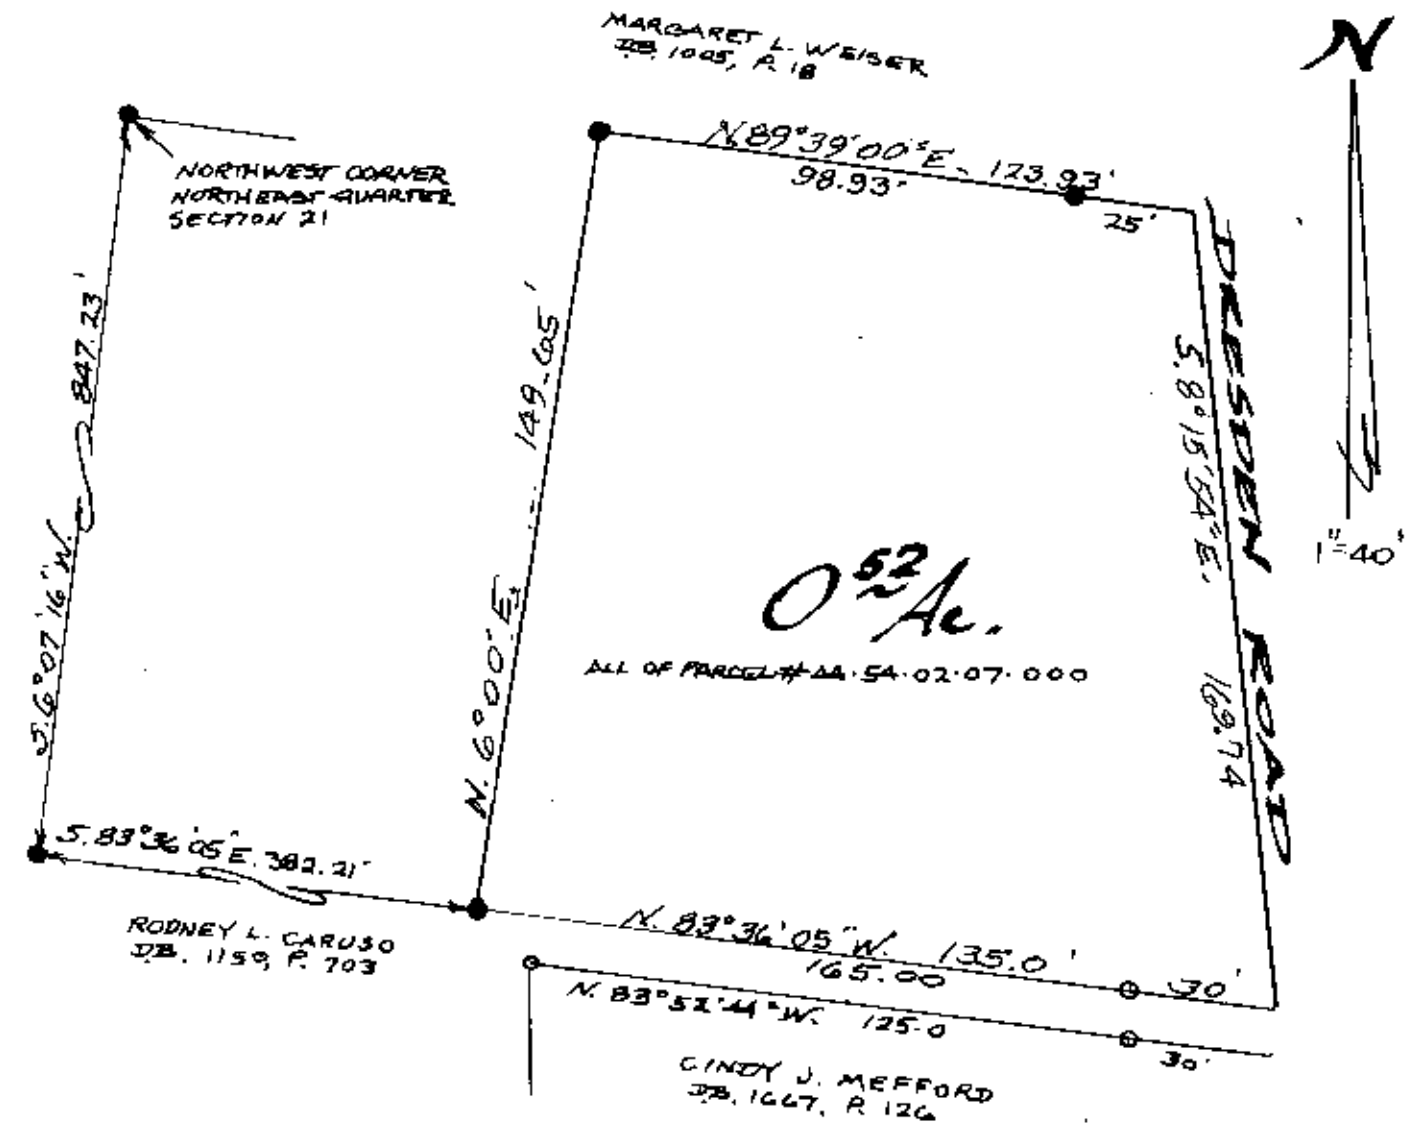 MARGARET L. WEISER
D.B. 1005, P. 18
N
NORTHWEST CORNER
NORTHEAST QUARTER
SECTION 21
N. 89°39'00" E. 123.93'
98.93'
25'
S. 6°07'16" W. 847.23'
N. 6°00' E. 149.65'
DRESDEN ROAD
S. 8°15'54" E. 169.74
1"=40'
0 52 Ac.
ALL OF PARCEL # 44-54-02-07-000
S. 83°36'05" E. 382.21'
N. 83°36'05" W. 135.0'
165.00
30'
RODNEY L. CARUSO
D.B. 1159, P. 703
N. 83°52'44" W. 125.0
30'
CINDY J. MEFFORD
D.B. 1667, P. 126